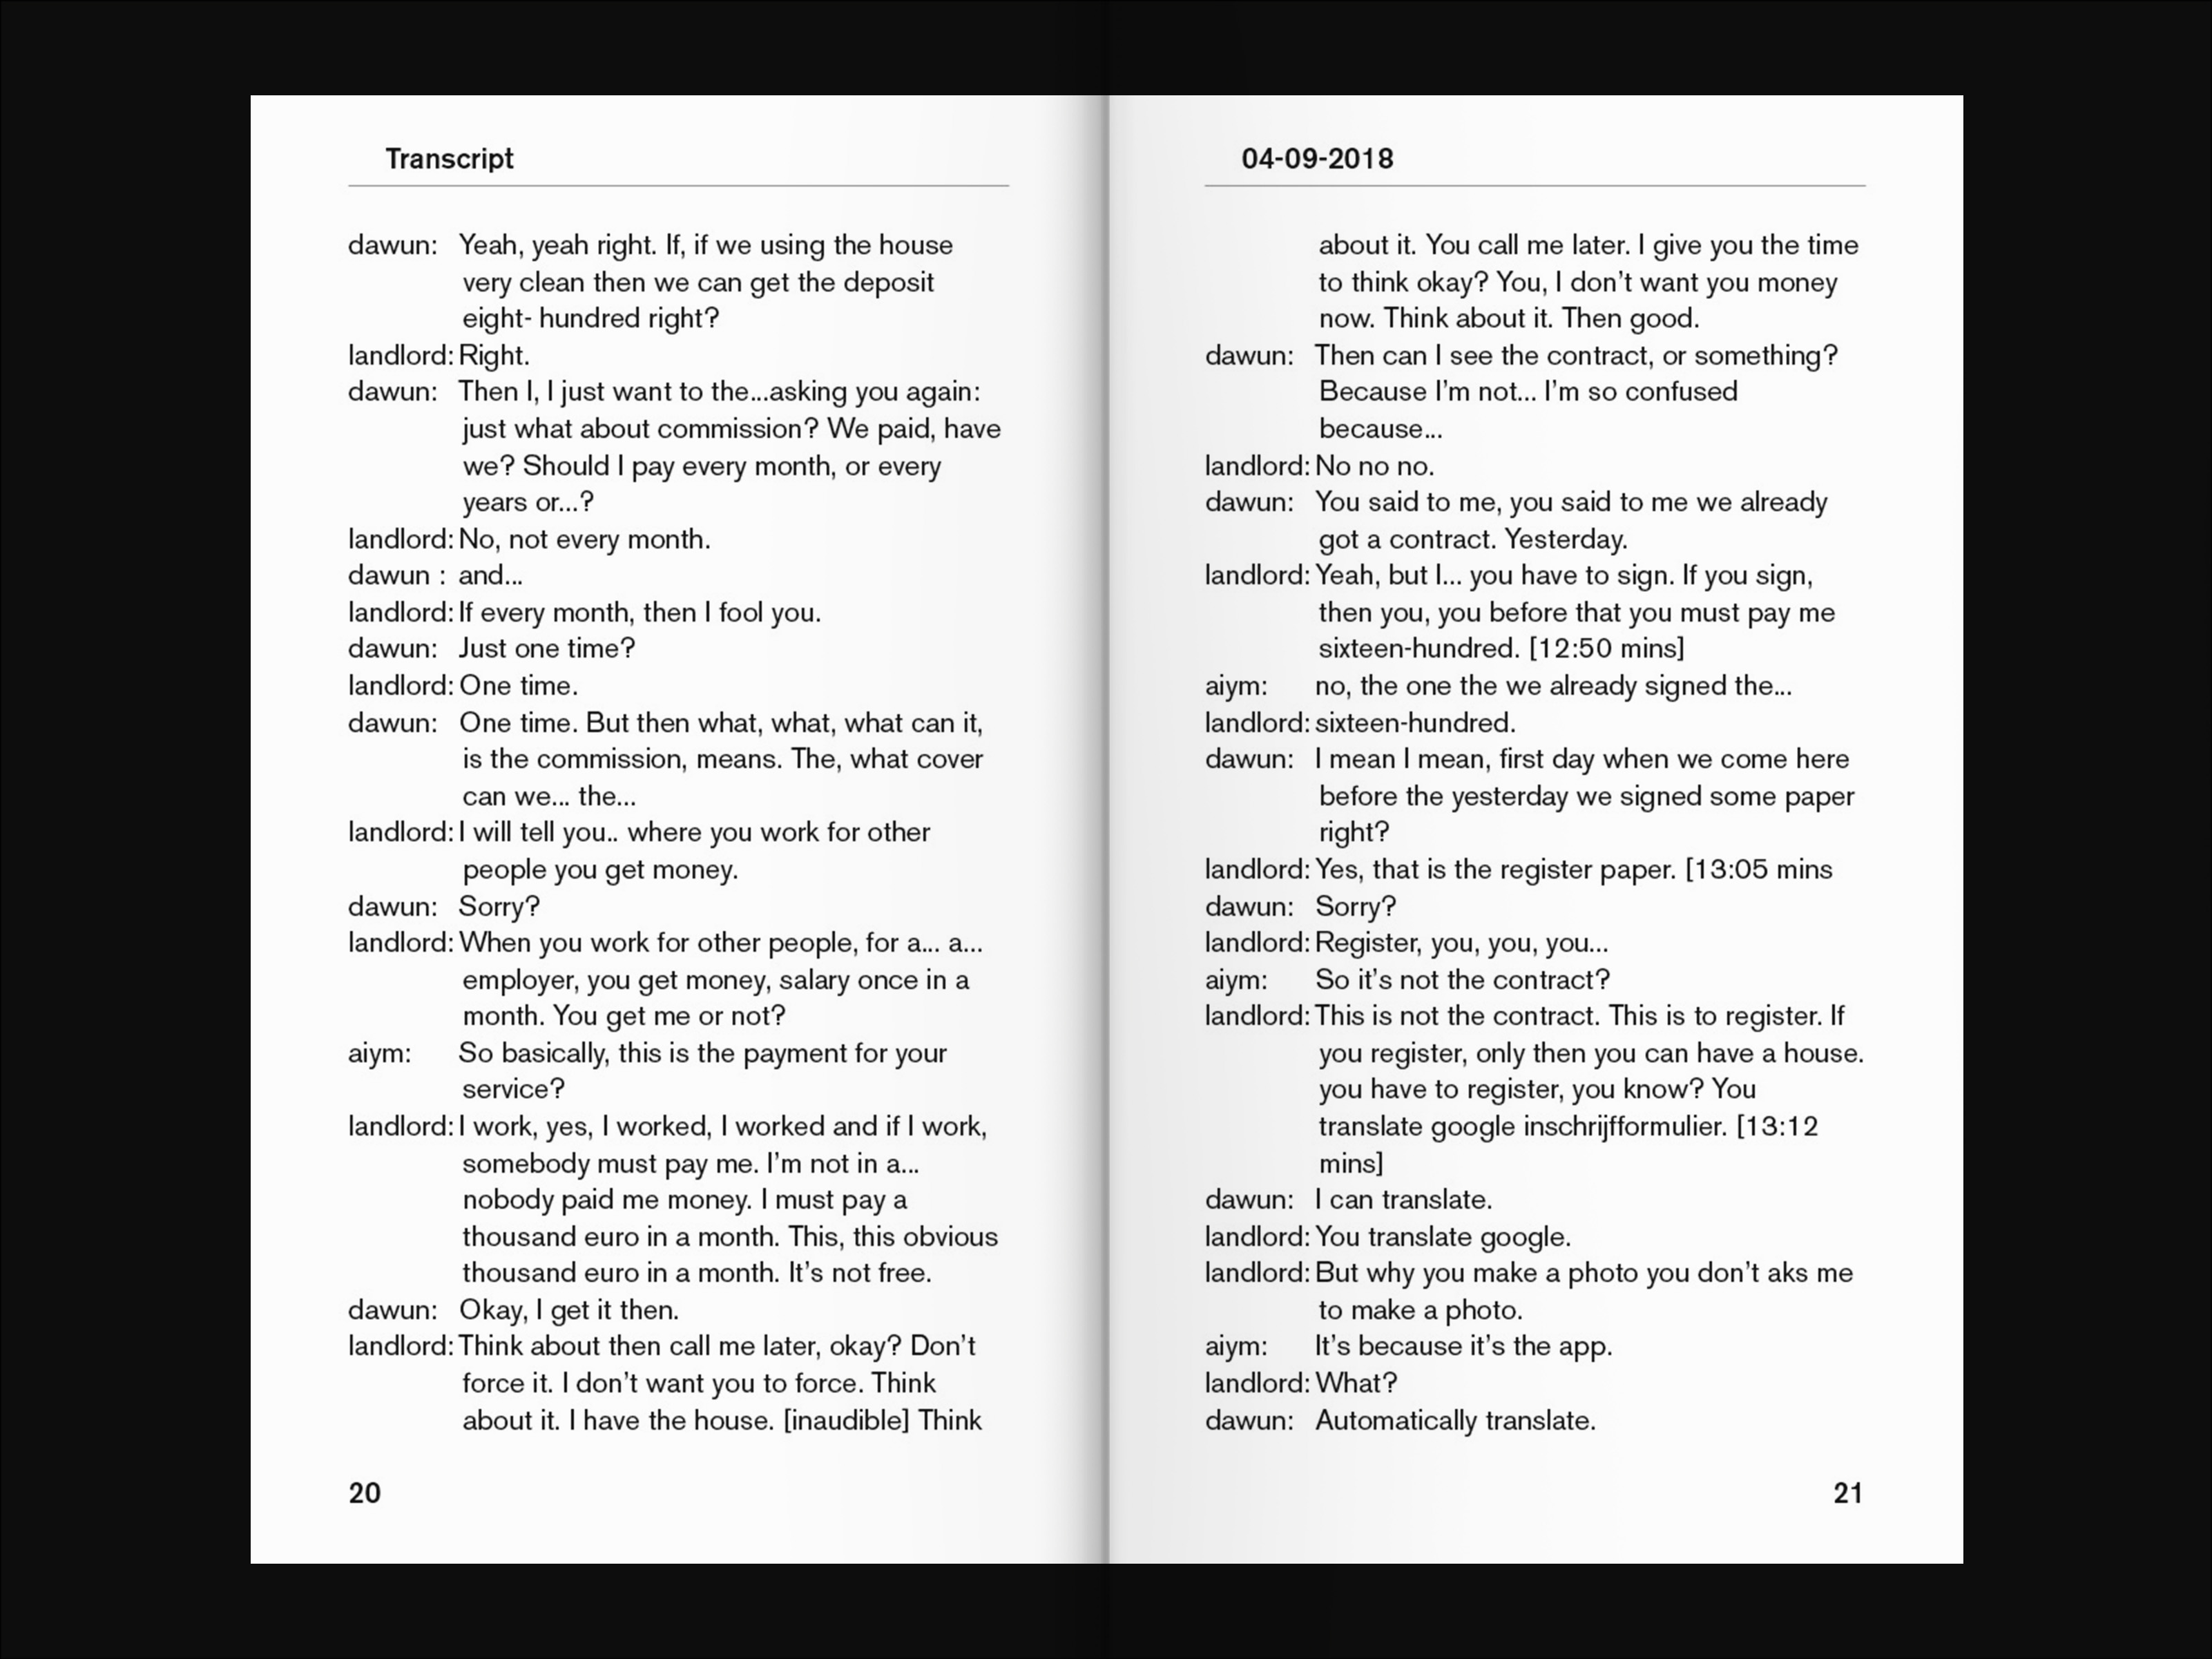 Transcript
dawun: Yeah, yeah right. If, if we using the house
very clean then we can get the deposit
eight- hundred right?
landlord: Right.
dawun: Then I, I just want to the...asking you again:
just what about commission? We paid, have
we? Should I pay every month, or every
years or...?
landlord: No, not every month.
dawun : and...
landlord: If every month, then I fool you.
dawun: Just one time?
landlord: One time.
dawun: One time. But then what, what, what can it,
is the commission, means. The, what cover
can we... the...
landlord: I will tell you.. where you work for other
people you get money.
dawun: Sorry?
landlord: When you work for other people, for a... a...
employer, you get money, salary once in a
month. You get me or not?
aiym: So basically, this is the payment for your
service?
landlord: I work, yes, I worked, I worked and if I work,
somebody must pay me. I'm not in a...
nobody paid me money. I must pay a
thousand euro in a month. This, this obvious
thousand euro in a month. It's not free.
dawun: Okay, I get it then.
landlord: Think about then call me later, okay? Don't
force it. I don't want you to force. Think
about it. I have the house. [inaudible] Think
20
04-09-2018
about it. You call me later. I give you the time
to think okay? You, I don't want you money
now. Think about it. Then good.
dawun: Then can I see the contract, or something?
Because I'm not... I'm so confused
because...
landlord: No no no.
dawun: You said to me, you said to me we already
got a contract. Yesterday.
landlord: Yeah, but I... you have to sign. If you sign,
then you, you before that you must pay me
sixteen-hundred. [12:50 mins]
aiym: no, the one the we already signed the...
landlord: sixteen-hundred.
dawun: I mean I mean, first day when we come here
before the yesterday we signed some paper
right?
landlord: Yes, that is the register paper. [13:05 mins
dawun: Sorry?
landlord: Register, you, you, you...
aiym: So it's not the contract?
landlord: This is not the contract. This is to register. If
you register, only then you can have a house.
you have to register, you know? You
translate google inschrijfformulier. [13:12
mins]
dawun: I can translate.
landlord: You translate google.
landlord: But why you make a photo you don't aks me
to make a photo.
aiym: It's because it's the app.
landlord: What?
dawun: Automatically translate.
21